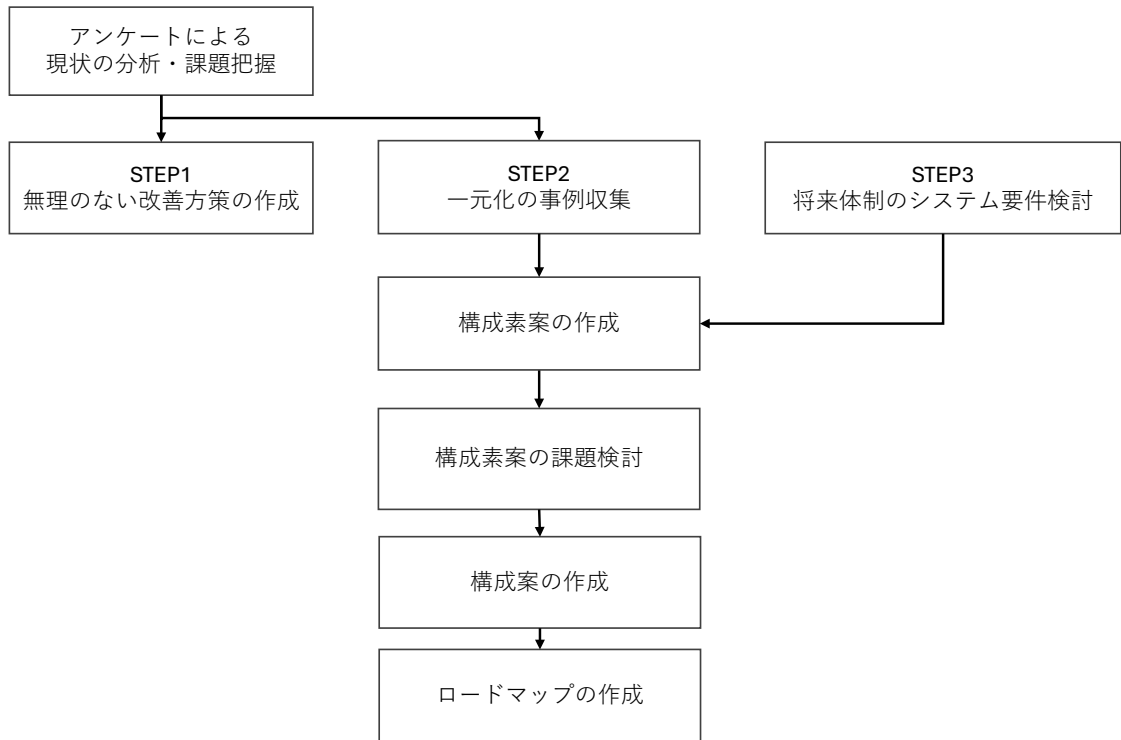 アンケートによる
現状の分析・課題把握
STEP1
無理のない改善方策の作成
STEP2
一元化の事例収集
STEP3
将来体制のシステム要件検討
構成素案の作成
構成素案の課題検討
構成案の作成
ロードマップの作成